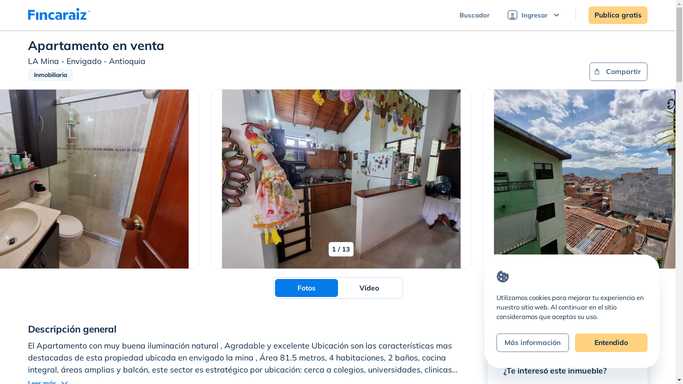 Fincaraiz
Buscador
Ingresar
Publica gratis
Apartamento en venta
LA Mina - Envigado - Antioquia
Inmobiliaria
Compartir
1 / 13
Fotos
Video
Descripción general
El Apartamento con muy buena iluminación natural , Agradable y excelente Ubicación son las características mas
destacadas de esta propiedad ubicada en envigado la mina , Área 81.5 metros, 4 habitaciones, 2 baños, cocina
integral, áreas amplias y balcón, este sector es estratégico por ubicación: cerca a colegios, universidades, clinicas...
Leer más
Utilizamos cookies para mejorar tu experiencia en
nuestro sitio web. Al continuar en el sitio
consideramos que aceptas su uso.
Más información
Entendido
¿Te interesó este inmueble?